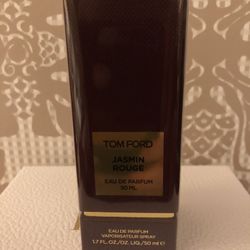 TOM FORD
JASMIN
ROUGE
EAU DE PARFUM
50 ML
EAU DE PARFUM
VAPORISATEUR SPRAY
1.7 FL.OZ./OZ.LIQ./50 ml ℮